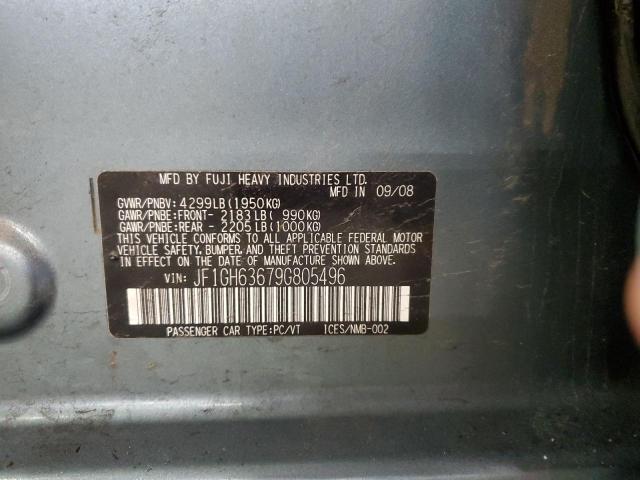 MFD BY FUJI HEAVY INDUSTRIES LTD.
MFD IN 09/08
GVWR/PNBV: 4299LB(1950KG)
GAWR/PNBE:FRONT- 2183LB( 990KG)
GAWR/PNBE:REAR - 2205LB(1000KG)
THIS VEHICLE CONFORMS TO ALL APPLICABLE FEDERAL MOTOR
VEHICLE SAFETY, BUMPER, AND THEFT PREVENTION STANDARDS
IN EFFECT ON THE DATE OF MANUFACTURE SHOWN ABOVE.
VIN: JF1GH63679G805496
PASSENGER CAR TYPE:PC/VT ICES/NMB-002